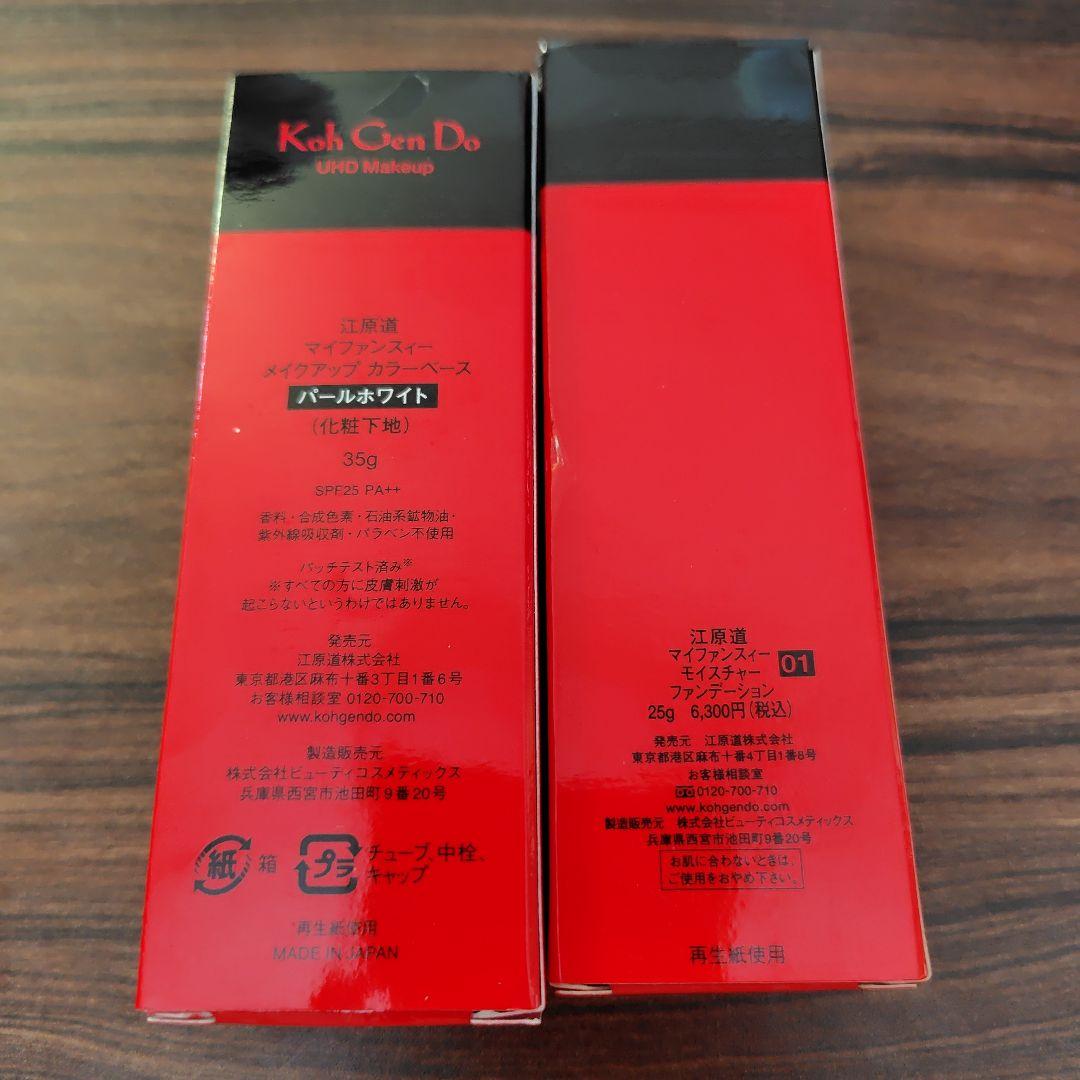 Koh Gen Do
UHD Makeup
江原道
マイファンスィー
メイクアップ カラーベース
パールホワイト
(化粧下地)
35g
SPF25 PA++
香料・合成色素・石油系鉱物油・
紫外線吸収剤・パラベン不使用
パッチテスト済み※
※すべての方に皮膚刺激が
起こらないというわけではありません。
発売元
江原道株式会社
東京都港区麻布十番3丁目1番6号
お客様相談室 0120-700-710
www.kohgendo.com
製造販売元
株式会社ビューティコスメティックス
兵庫県西宮市池田町9番20号
紙 箱 プラ チューブ、中栓、
キャップ
*再生紙使用
MADE IN JAPAN
江原道
マイファンスィー
モイスチャー 01
ファンデーション
25g 6,300円(税込)
発売元 江原道株式会社
東京都港区麻布十番4丁目1番8号
お客様相談室
0120-700-710
www.kohgendo.com
製造販売元 株式会社ビューティコスメティックス
兵庫県西宮市池田町9番20号
お肌に合わないときは、
ご使用をおやめ下さい。
再生紙使用